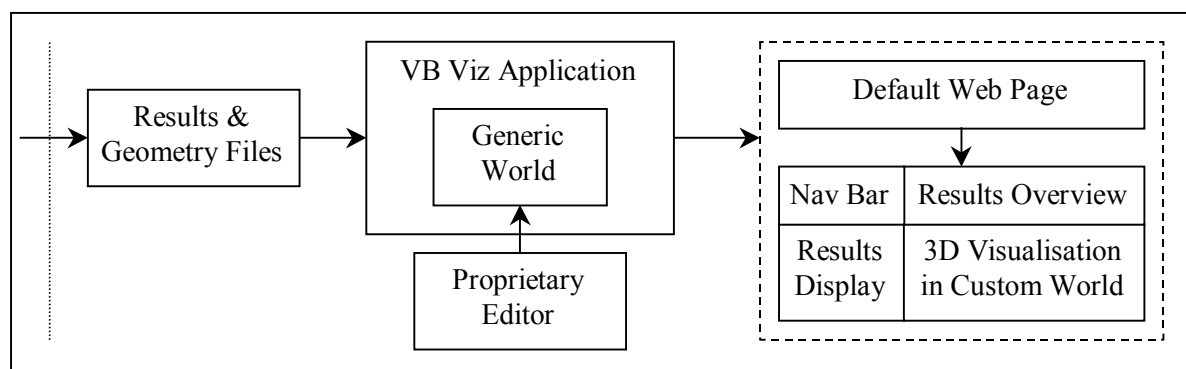 VB Viz Application
Results &
Geometry Files
Generic
World
Proprietary
Editor
Default Web Page
Nav Bar
Results Overview
Results
Display
3D Visualisation
in Custom World